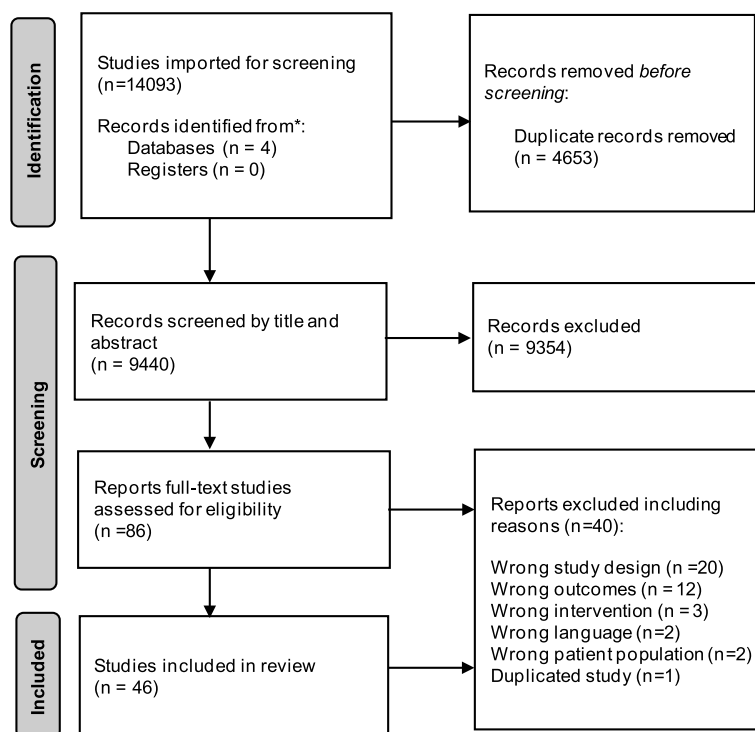 Identification
Studies imported for screening
(n=14093)
Records identified from*:
Databases (n = 4)
Registers (n = 0)
Records removed before
screening:
Duplicate records removed
(n = 4653)
Screening
Records screened by title and
abstract
(n = 9440)
Records excluded
(n = 9354)
Reports full-text studies
assessed for eligibility
(n =86)
Reports excluded including
reasons (n=40):
Wrong study design (n =20)
Wrong outcomes (n = 12)
Wrong intervention (n = 3)
Wrong language (n=2)
Wrong patient population (n=2)
Duplicated study (n=1)
Included
Studies included in review
(n = 46)